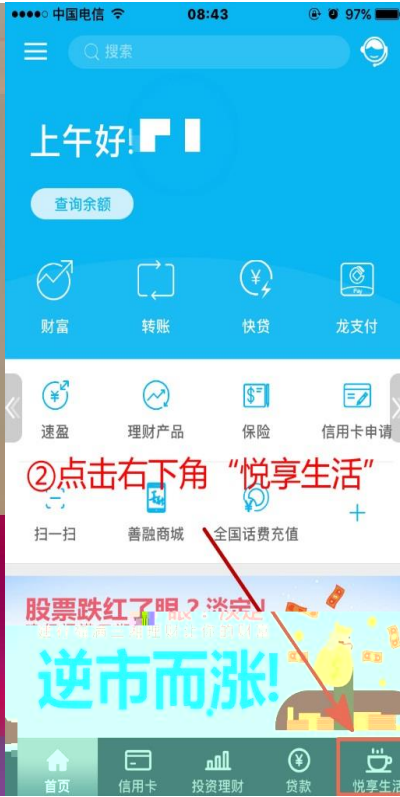 中国电信 08:43 97%
搜索
上午好!
查询余额
财富 转账 快贷 龙支付
Pay
速盈 理财产品 保险 信用卡申请
②点击右下角“悦享生活”
扫一扫 善融商城 全国话费充值
股票跌红了眼？淡定！
逆市而涨!
首页 信用卡 投资理财 贷款 悦享生活